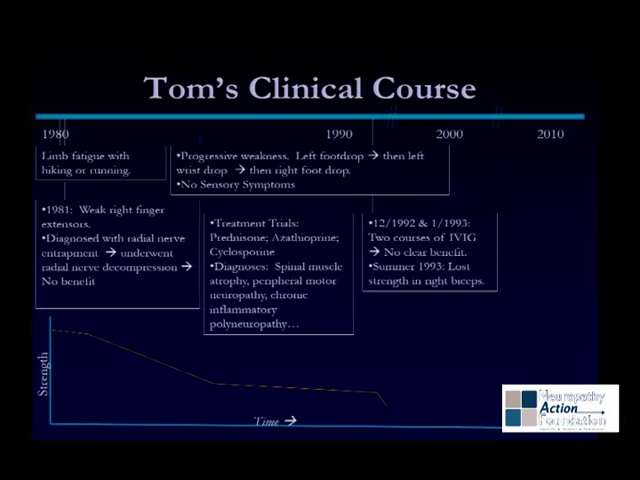 Tom's Clinical Course
1980
1990
2000
2010
Limb fatigue with
hiking or running.
•Progressive weakness. Left footdrop → then left
wrist drop → then right foot drop.
•No Sensory Symptoms
•1981: Weak right finger
extensors.
•Diagnosed with radial nerve
entrapment → underwent
radial nerve decompression →
No benefit
•Treatment Trials:
Prednisone; Azathioprine;
Cyclosporine
•Diagnoses: Spinal muscle
atrophy, peripheral motor
neuropathy, chronic
inflammatory
polyneuropathy…
•12/1992 & 1/1993:
Two courses of IVIG
→ No clear benefit.
•Summer 1993: Lost
strength in right biceps.
Strength
Time →
Neuropathy
Action
Foundation